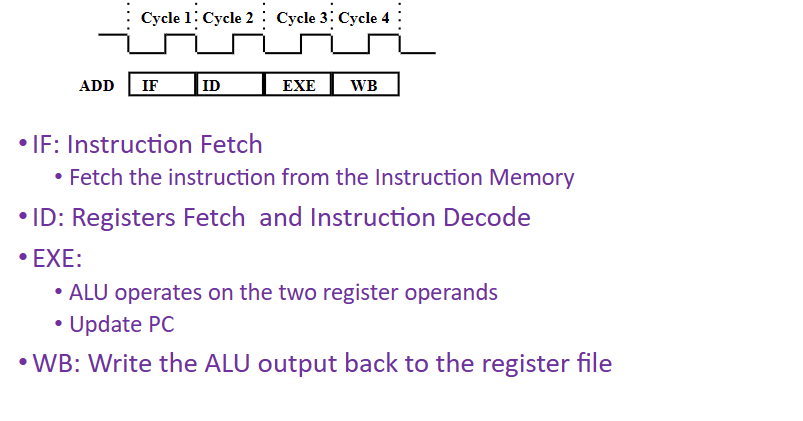 Cycle 1 Cycle 2 Cycle 3 Cycle 4
ADD IF ID EXE WB
• IF: Instruction Fetch
• Fetch the instruction from the Instruction Memory
• ID: Registers Fetch and Instruction Decode
• EXE:
• ALU operates on the two register operands
• Update PC
• WB: Write the ALU output back to the register file